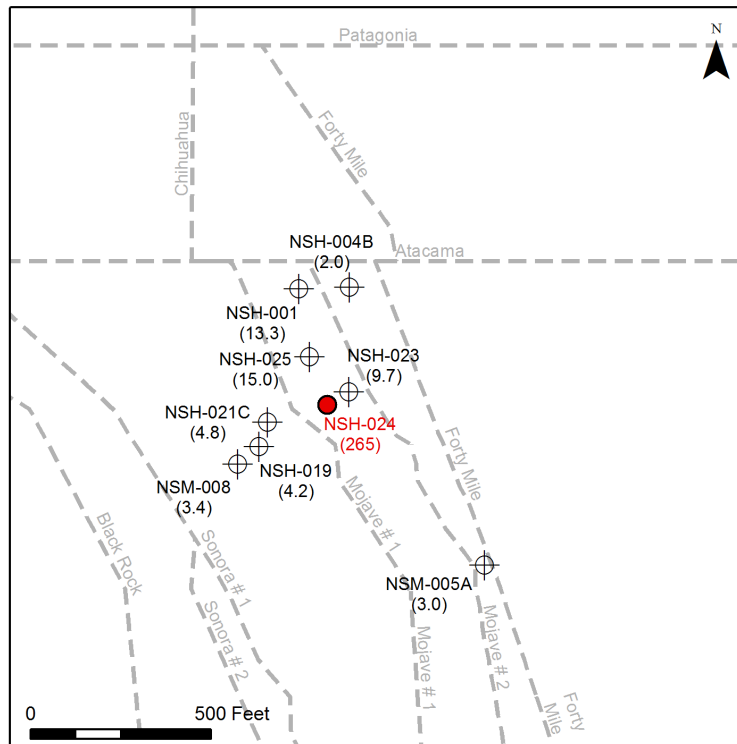 N
Patagonia
Forty Mile
Chihuahua
NSH-004B
(2.0)
Atacama
NSH-001
(13.3)
NSH-025
(15.0)
NSH-023
(9.7)
NSH-021C
(4.8)
NSH-024
(265)
NSM-008
(3.4)
NSH-019
(4.2)
Forty Mile
Mojave # 1
Black Rock
Sonora # 1
NSM-005A
(3.0)
Sonora # 2
Mojave # 1
Mojave # 2
Forty
Mile
0
500 Feet